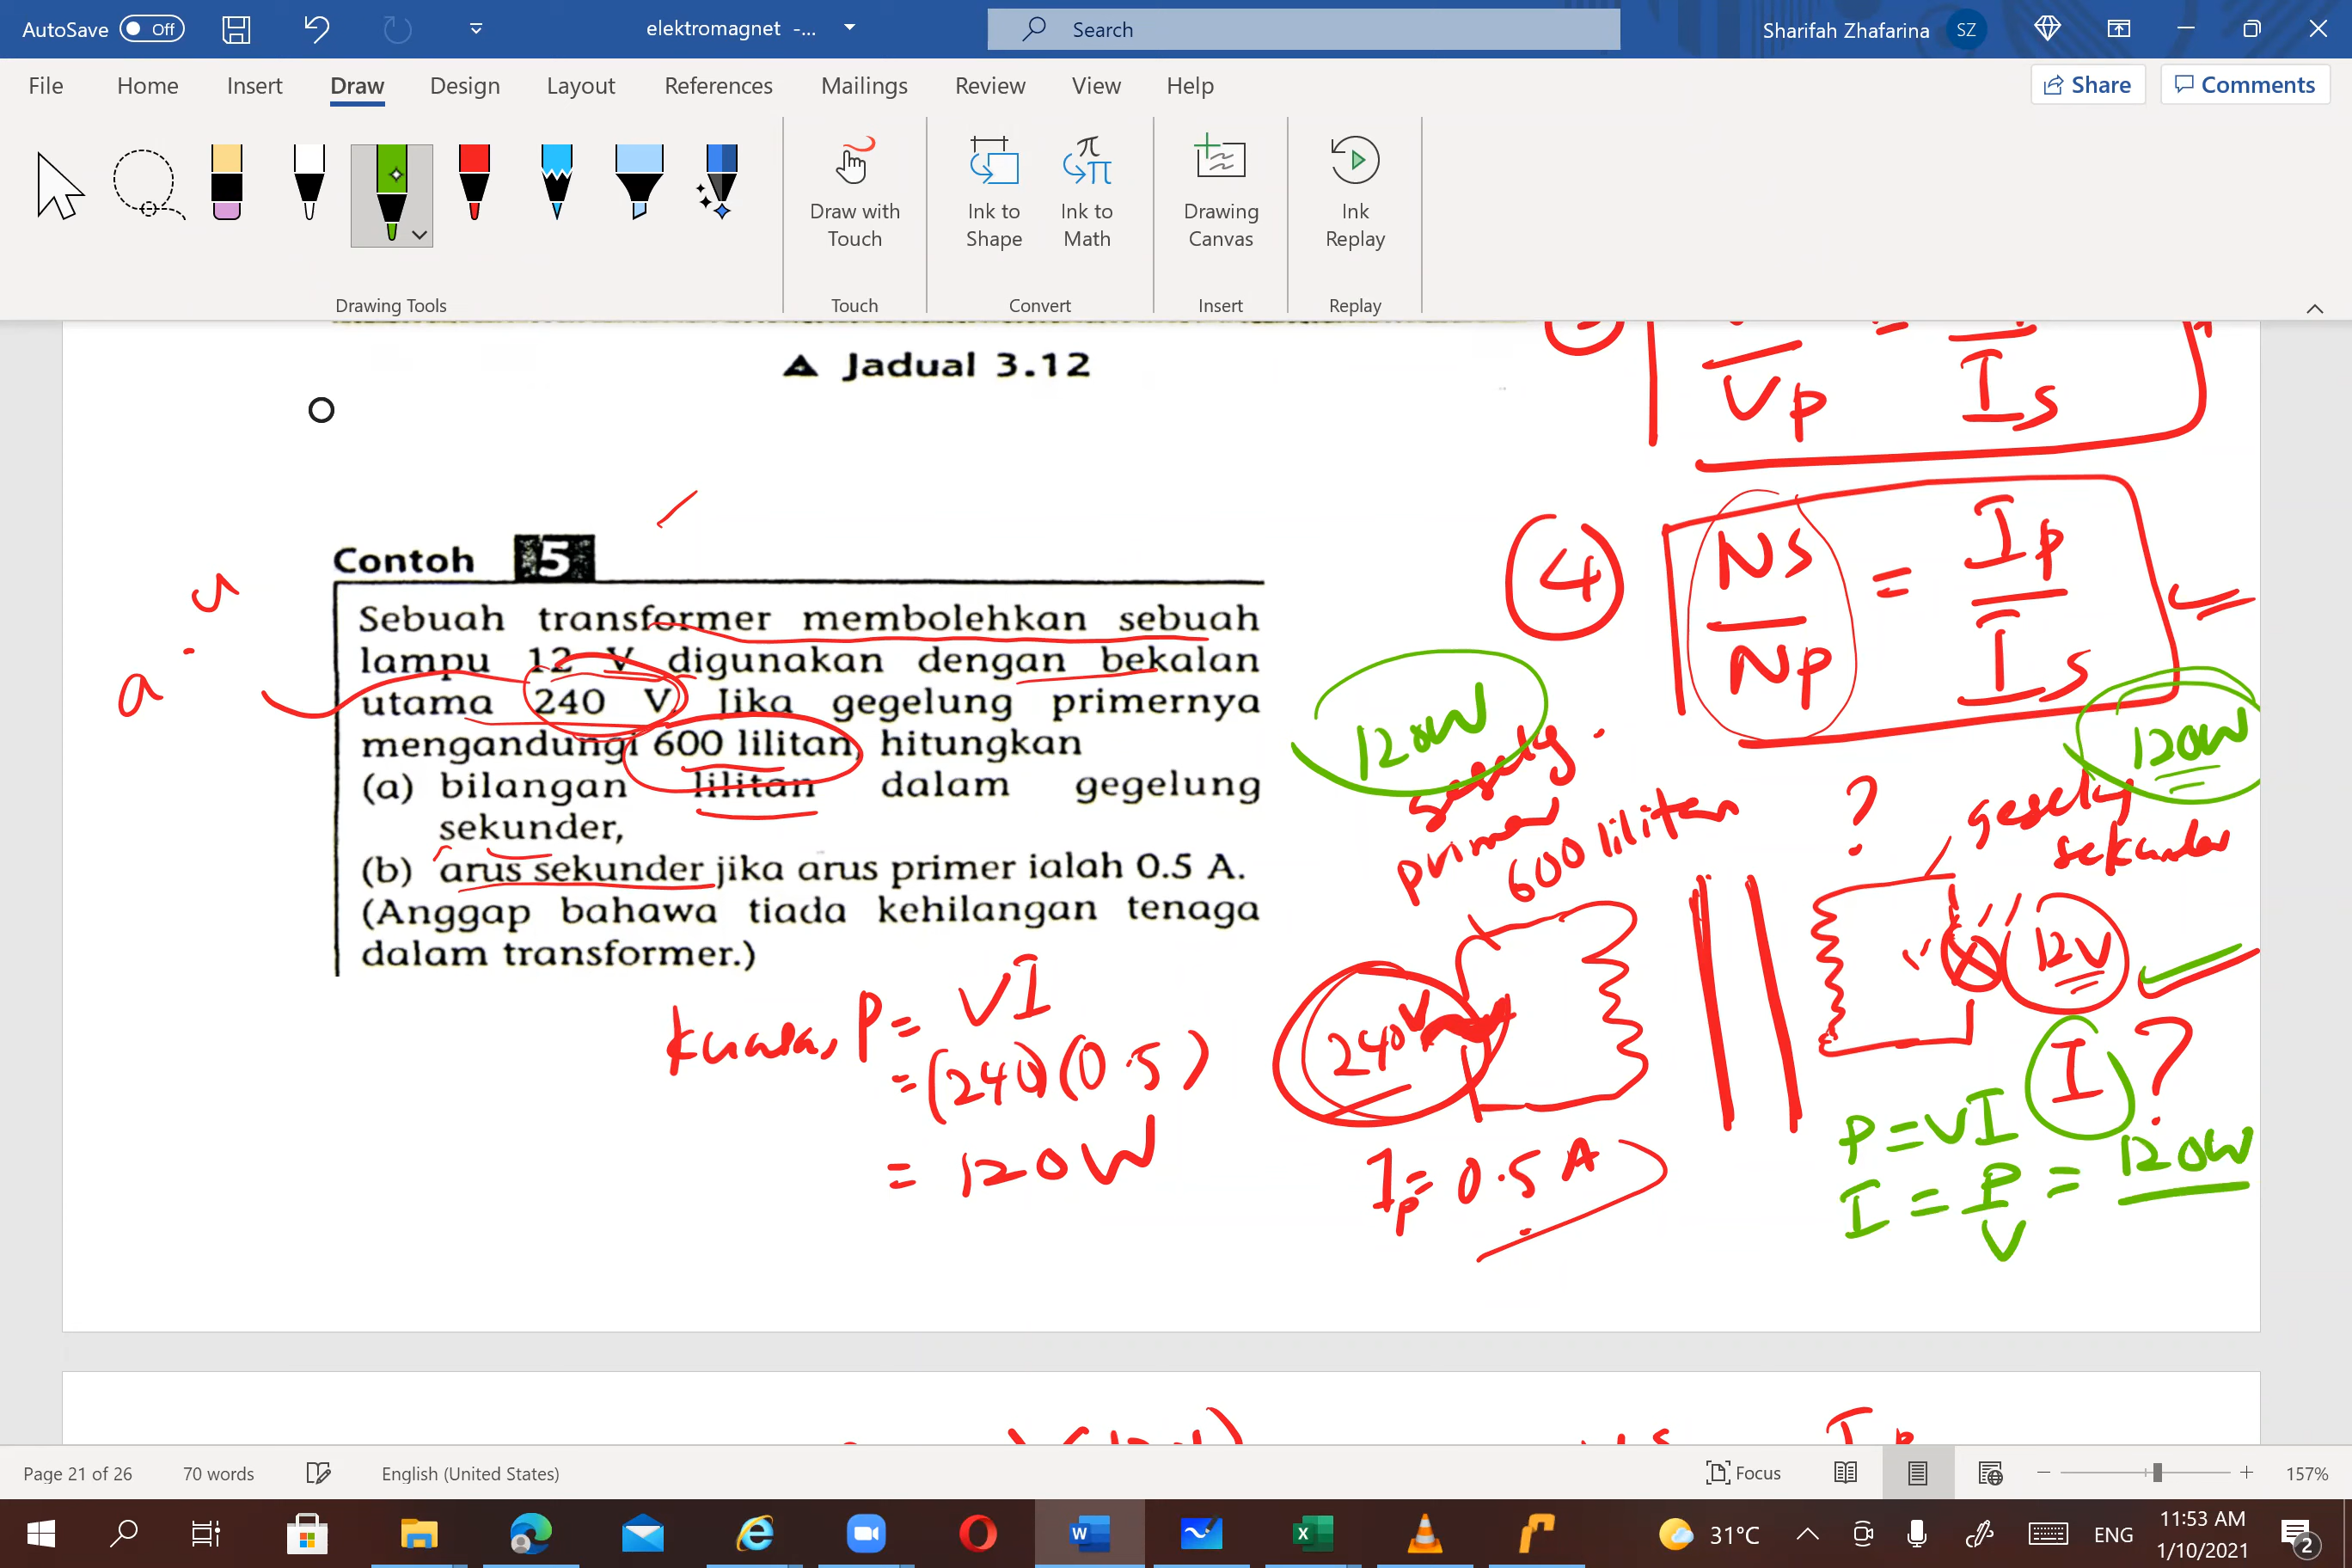 AutoSave Off
elektromagnet -...
Search
Sharifah Zhafarina SZ
File Home Insert Draw Design Layout References Mailings Review View Help
Share Comments
Draw with Touch
Ink to Shape
Ink to Math
Drawing Canvas
Ink Replay
Drawing Tools Touch Convert Insert Replay
▲ Jadual 3.12
Vp = Is
4 Ns/Np = Ip/Is
Contoh 5
Sebuah transformer membolehkan sebuah
lampu 12 V digunakan dengan bekalan
utama 240 V. Jika gegelung primernya
mengandungi 600 lilitan, hitungkan
(a) bilangan lilitan dalam gegelung
sekunder,
(b) arus sekunder jika arus primer ialah 0.5 A.
(Anggap bahawa tiada kehilangan tenaga
dalam transformer.)
a.
120W
120W
primer
600 lilitan
?
sekunder
240V
12V
I ?
Ip = 0.5 A
kuasa, P = VI
= (240)(0.5)
= 120W
P = VI
I = P/V = 120W
Page 21 of 26 70 words English (United States)
Focus 157%
31°C ENG
11:53 AM
1/10/2021
2